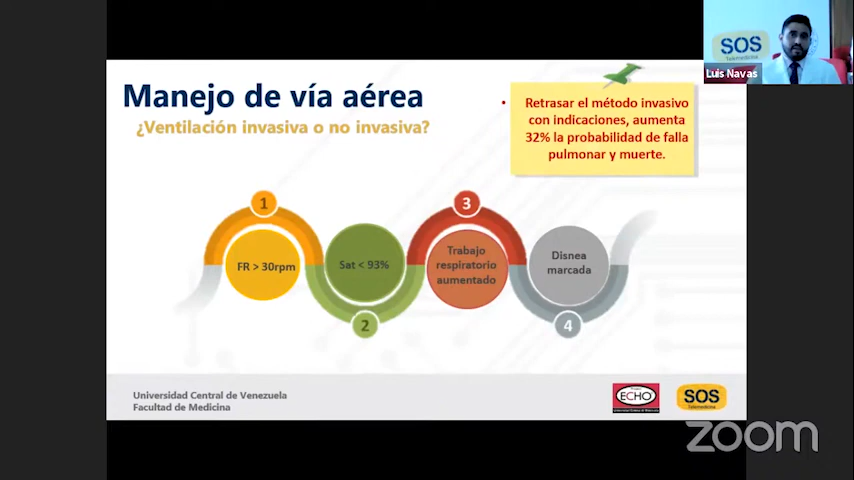 SOS
Telemedicina
Luis Navas
Manejo de vía aérea
¿Ventilación invasiva o no invasiva?
• Retrasar el método invasivo
con indicaciones, aumenta
32% la probabilidad de falla
pulmonar y muerte.
1
FR > 30rpm
Sat < 93%
2
3
Trabajo
respiratorio
aumentado
Disnea
marcada
4
Universidad Central de Venezuela
Facultad de Medicina
ECHO
SOS
Telemedicina
zoom